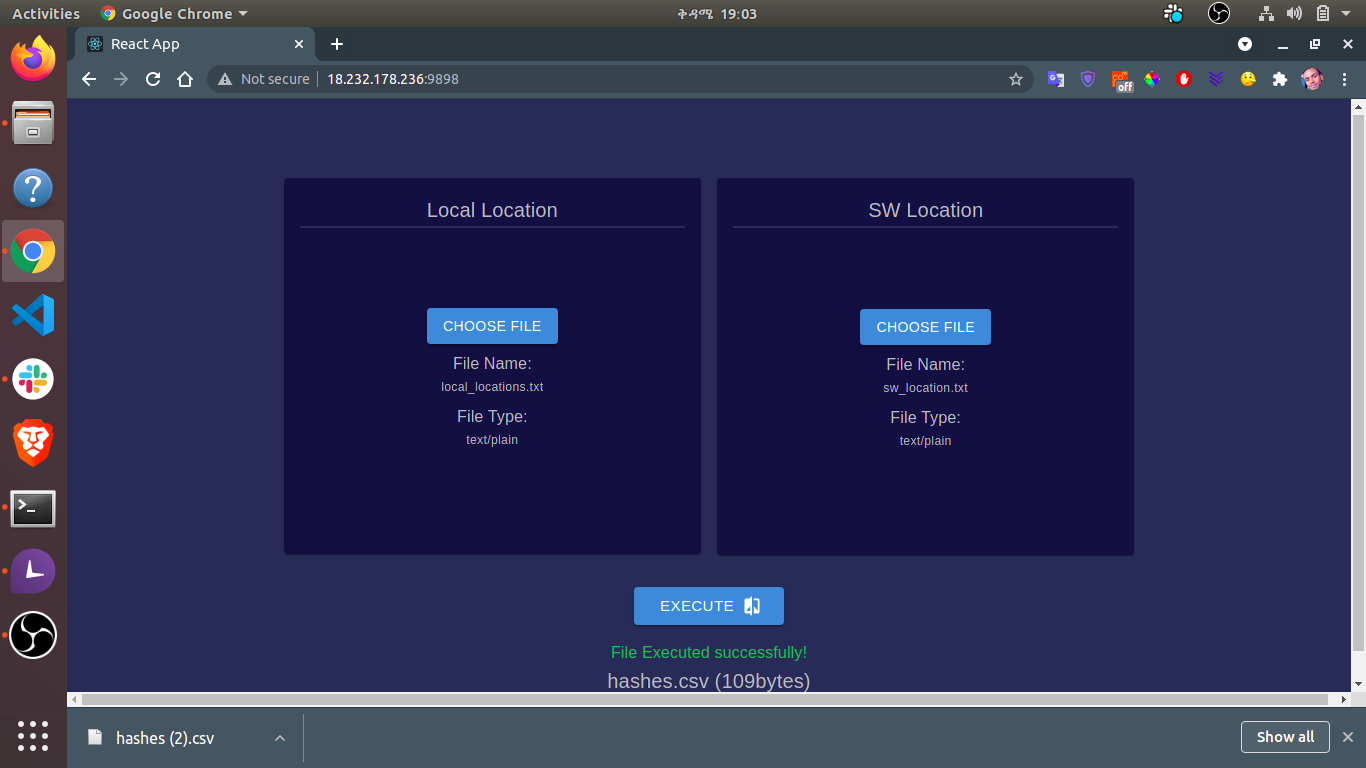 Activities
Google Chrome
ቅዳሜ 19:03
React App
Not secure
18.232.178.236:9898
off
Local Location
CHOOSE FILE
File Name:
local_locations.txt
File Type:
text/plain
SW Location
CHOOSE FILE
File Name:
sw_location.txt
File Type:
text/plain
EXECUTE
File Executed successfully!
hashes.csv (109bytes)
hashes (2).csv
Show all